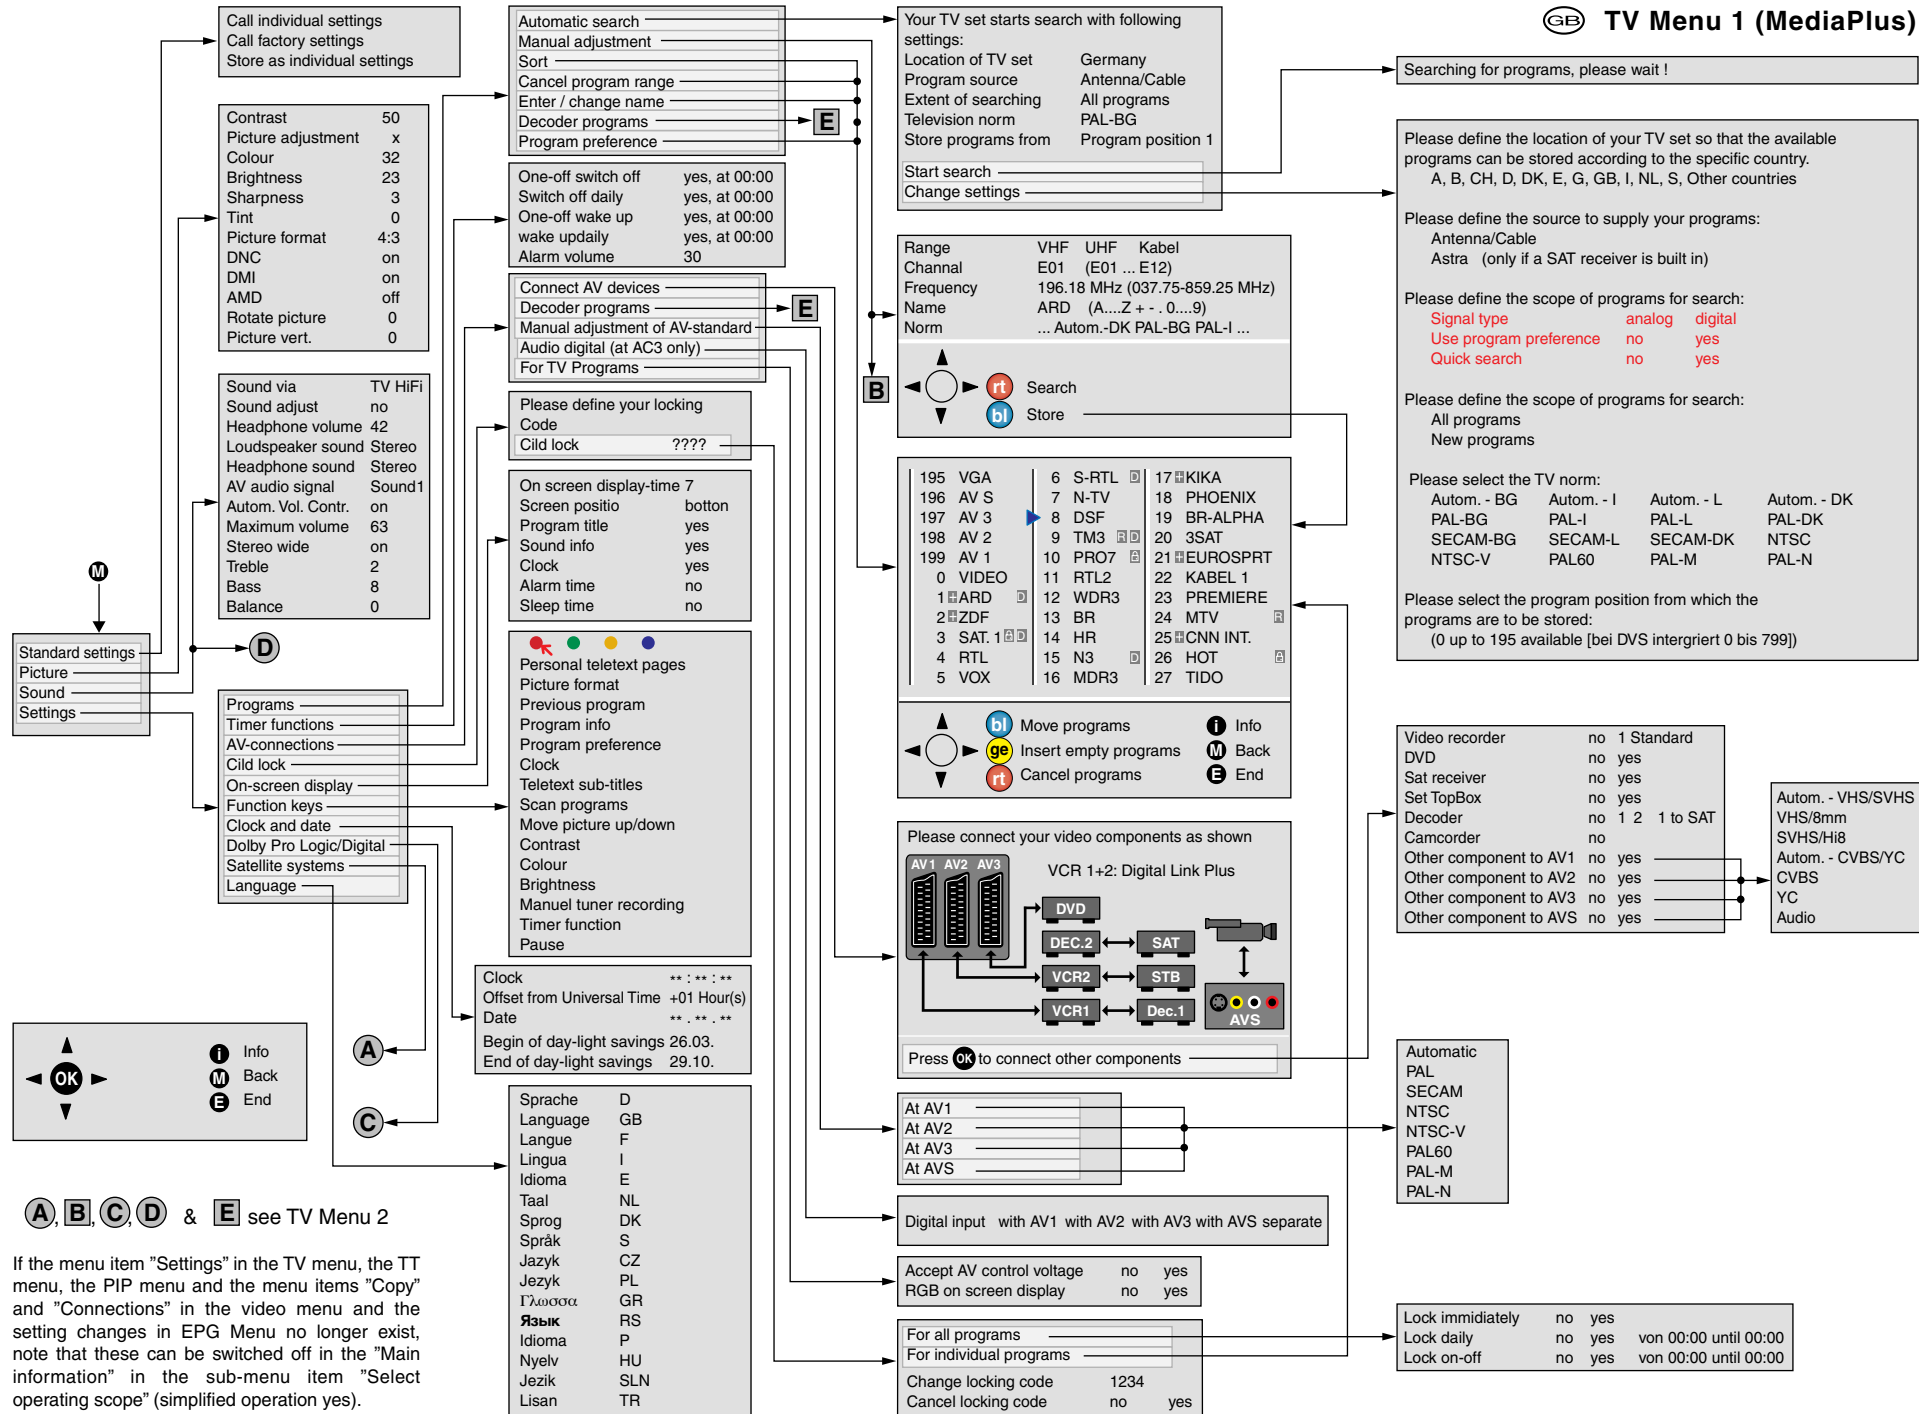 GB TV Menu 1 (MediaPlus)
Call individual settings
Call factory settings
Store as individual settings
Contrast 50
Picture adjustment x
Colour 32
Brightness 23
Sharpness 3
Tint 0
Picture format 4:3
DNC on
DMI on
AMD off
Rotate picture 0
Picture vert. 0
Sound via TV HiFi
Sound adjust no
Headphone volume 42
Loudspeaker sound Stereo
Headphone sound Stereo
AV audio signal Sound1
Autom. Vol. Contr. on
Maximum volume 63
Stereo wide on
Treble 2
Bass 8
Balance 0
M
Standard settings
Picture
Sound
Settings
D
Programs
Timer functions
AV-connections
Cild lock
On-screen display
Function keys
Clock and date
Dolby Pro Logic/Digital
Satellite systems
Language
OK
i Info
M Back
E End
A
C
A, B, C, D & E see TV Menu 2
If the menu item ”Settings” in the TV menu, the TT
menu, the PIP menu and the menu items ”Copy”
and ”Connections” in the video menu and the
setting changes in EPG Menu no longer exist,
note that these can be switched off in the ”Main
information” in the sub-menu item ”Select
operating scope” (simplified operation yes).
Automatic search
Manual adjustment
Sort
Cancel program range
Enter / change name
Decoder programs E
Program preference
One-off switch off yes, at 00:00
Switch off daily yes, at 00:00
One-off wake up yes, at 00:00
wake updaily yes, at 00:00
Alarm volume 30
Connect AV devices
Decoder programs E
Manual adjustment of AV-standard
Audio digital (at AC3 only)
For TV Programs
Please define your locking
Code
Cild lock ????
On screen display-time 7
Screen positio botton
Program title yes
Sound info yes
Clock yes
Alarm time no
Sleep time no
Personal teletext pages
Picture format
Previous program
Program info
Program preference
Clock
Teletext sub-titles
Scan programs
Move picture up/down
Contrast
Colour
Brightness
Manuel tuner recording
Timer function
Pause
Clock ** : ** : **
Offset from Universal Time +01 Hour(s)
Date ** . ** . **
Begin of day-light savings 26.03.
End of day-light savings 29.10.
Sprache D
Language GB
Langue F
Lingua I
Idioma E
Taal NL
Sprog DK
Språk S
Jazyk CZ
Jezyk PL
Γλωσσα GR
Язык RS
Idioma P
Nyelv HU
Jezik SLN
Lisan TR
Your TV set starts search with following
settings:
Location of TV set Germany
Program source Antenna/Cable
Extent of searching All programs
Television norm PAL-BG
Store programs from Program position 1
Start search
Change settings
Range VHF UHF Kabel
Channel E01 (E01 ... E12)
Frequency 196.18 MHz (037.75-859.25 MHz)
Name ARD (A....Z + - . 0....9)
Norm ... Autom.-DK PAL-BG PAL-I ...
B
rt Search
bl Store
195 VGA 6 S-RTL D 17 + KIKA
196 AV S 7 N-TV 18 PHOENIX
197 AV 3 8 DSF 19 BR-ALPHA
198 AV 2 9 TM3 R D 20 3SAT
199 AV 1 10 PRO7 21 + EUROSPRT
0 VIDEO 11 RTL2 22 KABEL 1
1 + ARD D 12 WDR3 23 PREMIERE
2 + ZDF 13 BR 24 MTV R
3 SAT. 1 D 14 HR 25 + CNN INT.
4 RTL 15 N3 D 26 HOT
5 VOX 16 MDR3 27 TIDO
bl Move programs i Info
ge Insert empty programs M Back
rt Cancel programs E End
Please connect your video components as shown
AV1 AV2 AV3
VCR 1+2: Digital Link Plus
DVD
DEC.2 SAT
VCR2 STB
VCR1 Dec.1
AVS
Press OK to connect other components
At AV1
At AV2
At AV3
At AVS
Digital input with AV1 with AV2 with AV3 with AVS separate
Accept AV control voltage no yes
RGB on screen display no yes
For all programs
For individual programs
Change locking code 1234
Cancel locking code no yes
Searching for programs, please wait !
Please define the location of your TV set so that the available
programs can be stored according to the specific country.
A, B, CH, D, DK, E, G, GB, I, NL, S, Other countries
Please define the source to supply your programs:
Antenna/Cable
Astra (only if a SAT receiver is built in)
Please define the scope of programs for search:
Signal type analog digital
Use program preference no yes
Quick search no yes
Please define the scope of programs for search:
All programs
New programs
Please select the TV norm:
Autom. - BG Autom. - I Autom. - L Autom. - DK
PAL-BG PAL-I PAL-L PAL-DK
SECAM-BG SECAM-L SECAM-DK NTSC
NTSC-V PAL60 PAL-M PAL-N
Please select the program position from which the
programs are to be stored:
(0 up to 195 available [bei DVS intergriert 0 bis 799])
Video recorder no 1 Standard
DVD no yes
Sat receiver no yes
Set TopBox no yes
Decoder no 1 2 1 to SAT
Camcorder no
Other component to AV1 no yes
Other component to AV2 no yes
Other component to AV3 no yes
Other component to AVS no yes
Autom. - VHS/SVHS
VHS/8mm
SVHS/Hi8
Autom. - CVBS/YC
CVBS
YC
Audio
Automatic
PAL
SECAM
NTSC
NTSC-V
PAL60
PAL-M
PAL-N
Lock immidiately no yes
Lock daily no yes von 00:00 until 00:00
Lock on-off no yes von 00:00 until 00:00